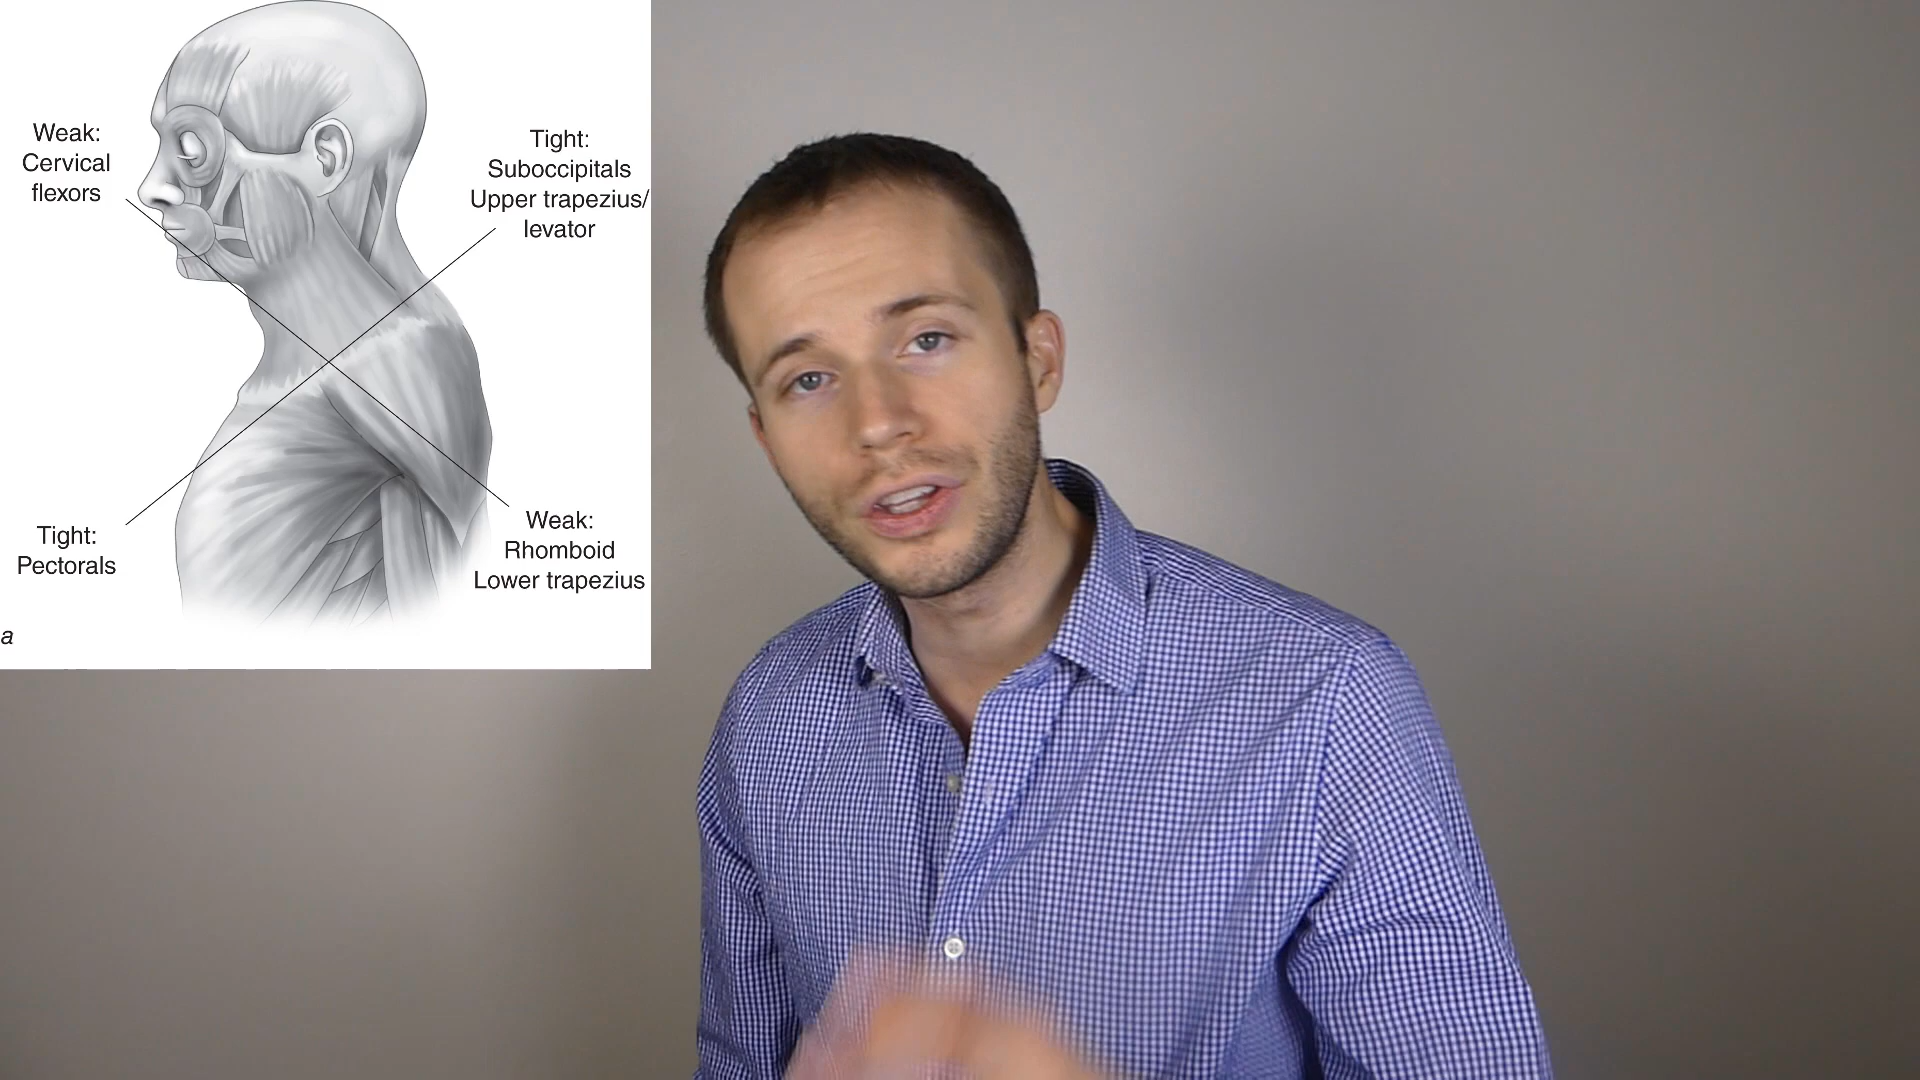 Weak:
Cervical
flexors
Tight:
Suboccipitals
Upper trapezius/
levator
Tight:
Pectorals
Weak:
Rhomboid
Lower trapezius
a